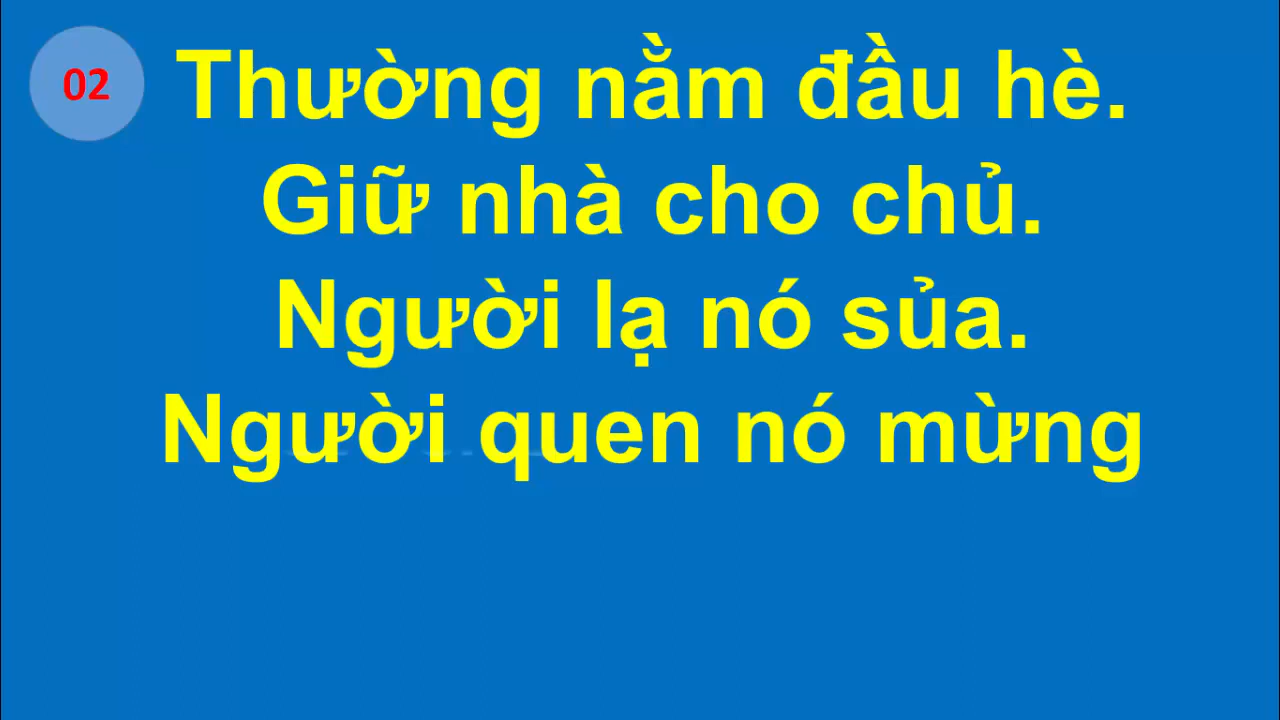 02
Thường nằm đầu hè.
Giữ nhà cho chủ.
Người lạ nó sủa.
Người quen nó mừng